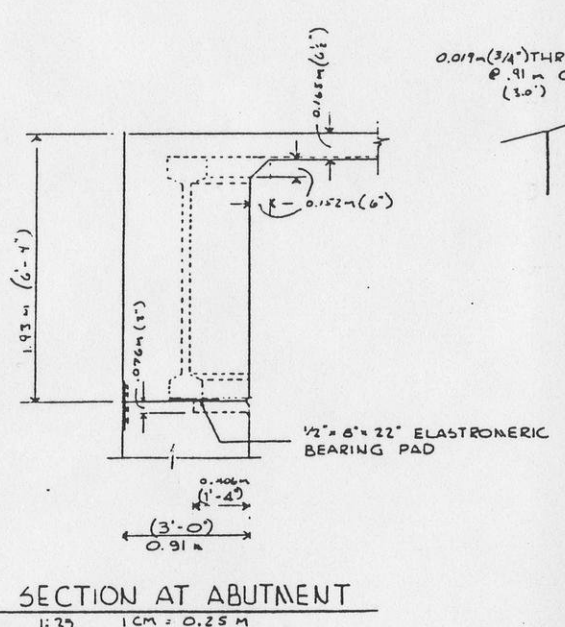 0.019m(3/4")THR
@ .91 m C
(3.0')
0.165m(6½")
0.152m(6")
1.93 m (6'-4")
.076m(3")
½" × 8" × 22" ELASTROMERIC
BEARING PAD
0.406m
(1'-4")
(3'-0")
0.91 m
SECTION AT ABUTMENT
1:25 1CM = 0.25 M